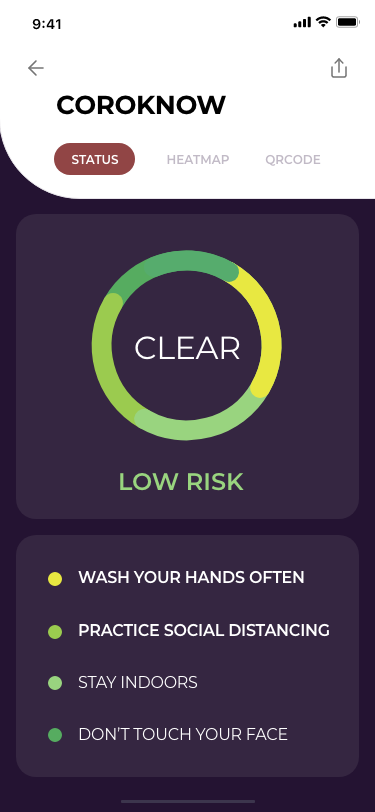 9:41
COROKNOW
STATUS HEATMAP QRCODE
CLEAR
LOW RISK
WASH YOUR HANDS OFTEN
PRACTICE SOCIAL DISTANCING
STAY INDOORS
DON'T TOUCH YOUR FACE